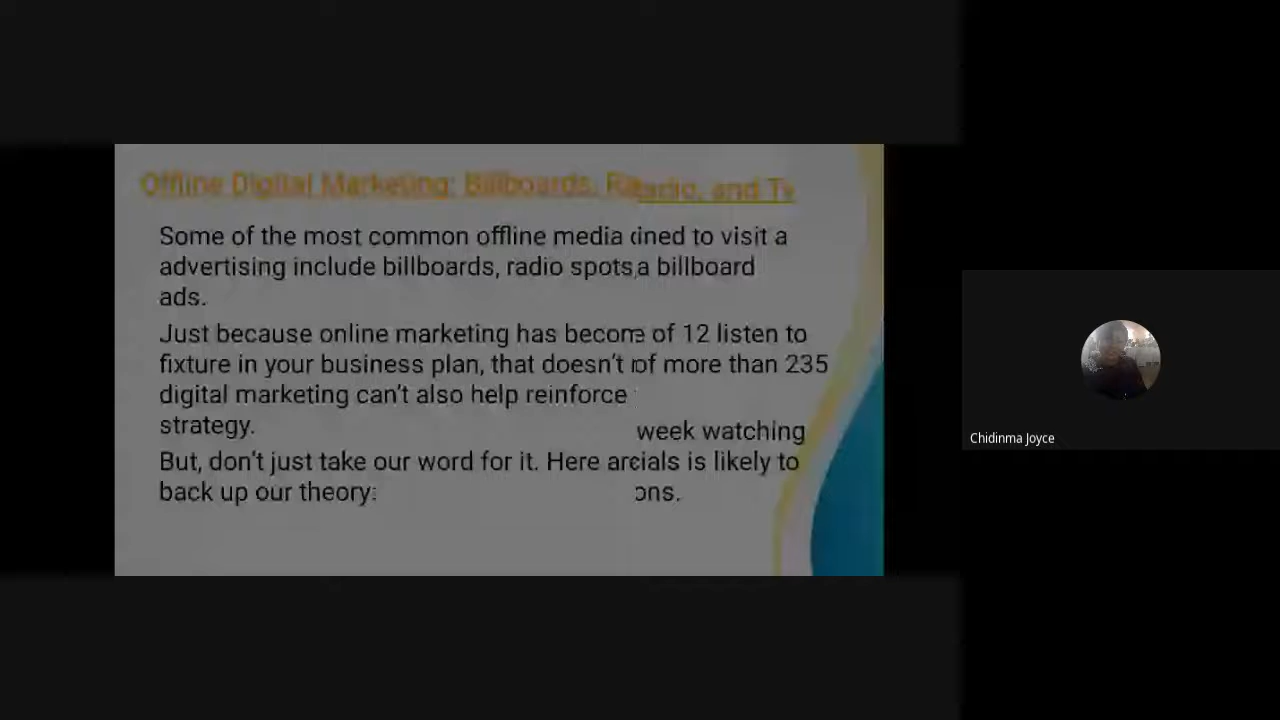 Offline Digital Marketing: Billboards, Radio, and Tv
Some of the most common offline media dined to visit a
advertising include billboards, radio spots,a billboard
ads.
Just because online marketing has become of 12 listen to
fixture in your business plan, that doesn't of more than 235
digital marketing can't also help reinforce
strategy.
week watching
But, don't just take our word for it. Here arcials is likely to
back up our theory: ons.
Chidinma Joyce